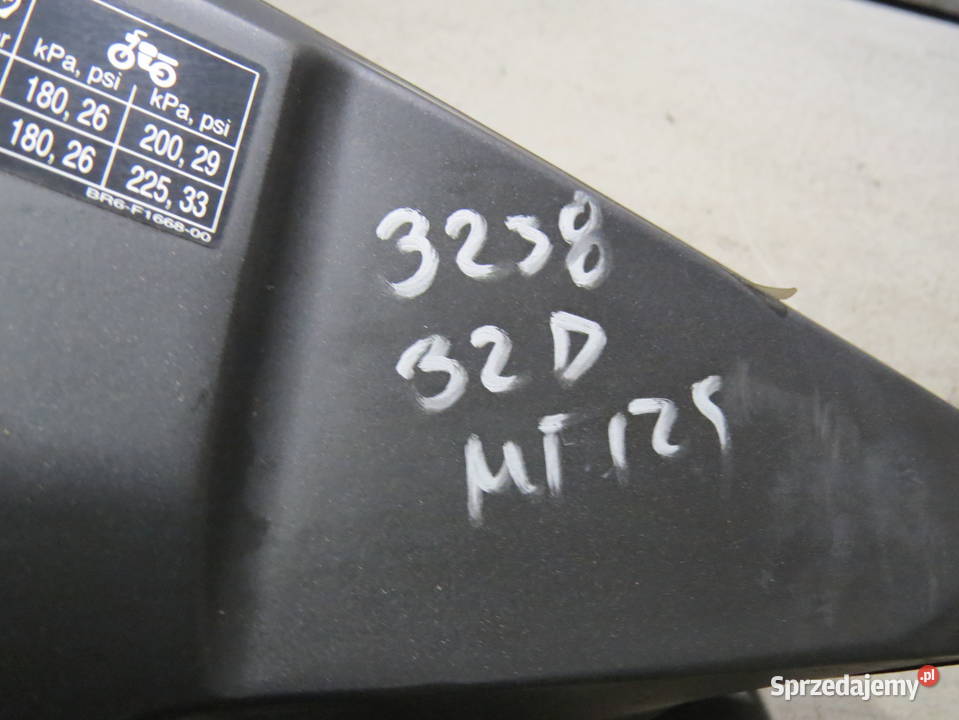 kPa, psi
kPa, psi
180, 26
200, 29
180, 26
225, 33
BR6-F1668-00
3258
32D
MT125
Sprzedajemy.pl